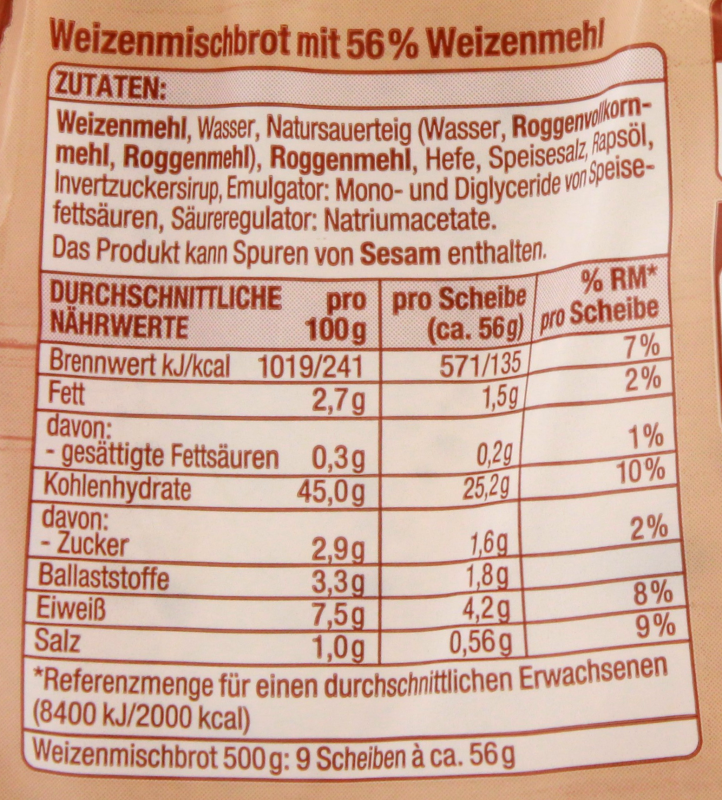 Weizenmischbrot mit 56% Weizenmehl
ZUTATEN:
Weizenmehl, Wasser, Natursauerteig (Wasser, Roggenvollkorn-
mehl, Roggenmehl), Roggenmehl, Hefe, Speisesalz, Rapsöl,
Invertzuckersirup, Emulgator: Mono- und Diglyceride von Speise-
fettsäuren, Säureregulator: Natriumacetate.
Das Produkt kann Spuren von Sesam enthalten.
DURCHSCHNITTLICHE pro pro Scheibe % RM*
NÄHRWERTE 100g (ca. 56g) pro Scheibe
Brennwert kJ/kcal 1019/241 571/135 7%
Fett 2,7g 1,5g 2%
davon:
- gesättigte Fettsäuren 0,3g 0,2g 1%
Kohlenhydrate 45,0g 25,2g 10%
davon:
- Zucker 2,9g 1,6g 2%
Ballaststoffe 3,3g 1,8g
Eiweiß 7,5g 4,2g 8%
Salz 1,0g 0,56g 9%
*Referenzmenge für einen durchschnittlichen Erwachsenen
(8400 kJ/2000 kcal)
Weizenmischbrot 500g: 9 Scheiben à ca. 56g